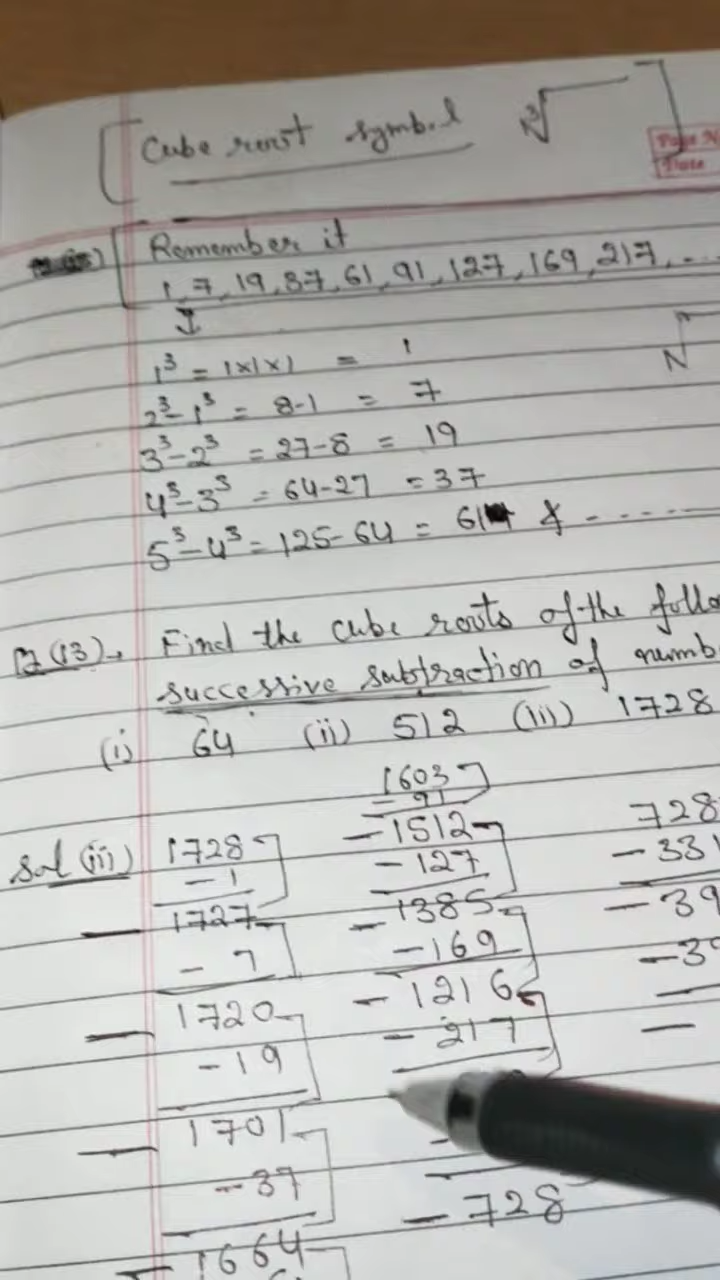 [Cube root symbol ∛ ]
Page N
Date
Remember it
1, 7, 19, 37, 61, 91, 127, 169, 217, ...
1³ = 1×1×1 = 1
2³-1³ = 8-1 = 7
3³-2³ = 27-8 = 19
4³-3³ = 64-27 = 37
5³-4³ = 125-64 = 61 & ------
Q(13). Find the cube roots of the
successive subtraction of
(i) 64 (ii) 512 (iii) 1728
Sol (iii)
1728
-1
1727
-7
1720
-19
1701
-37
1664
1603
-91
1512
-127
1385
-169
1216
-217
728
728
-331